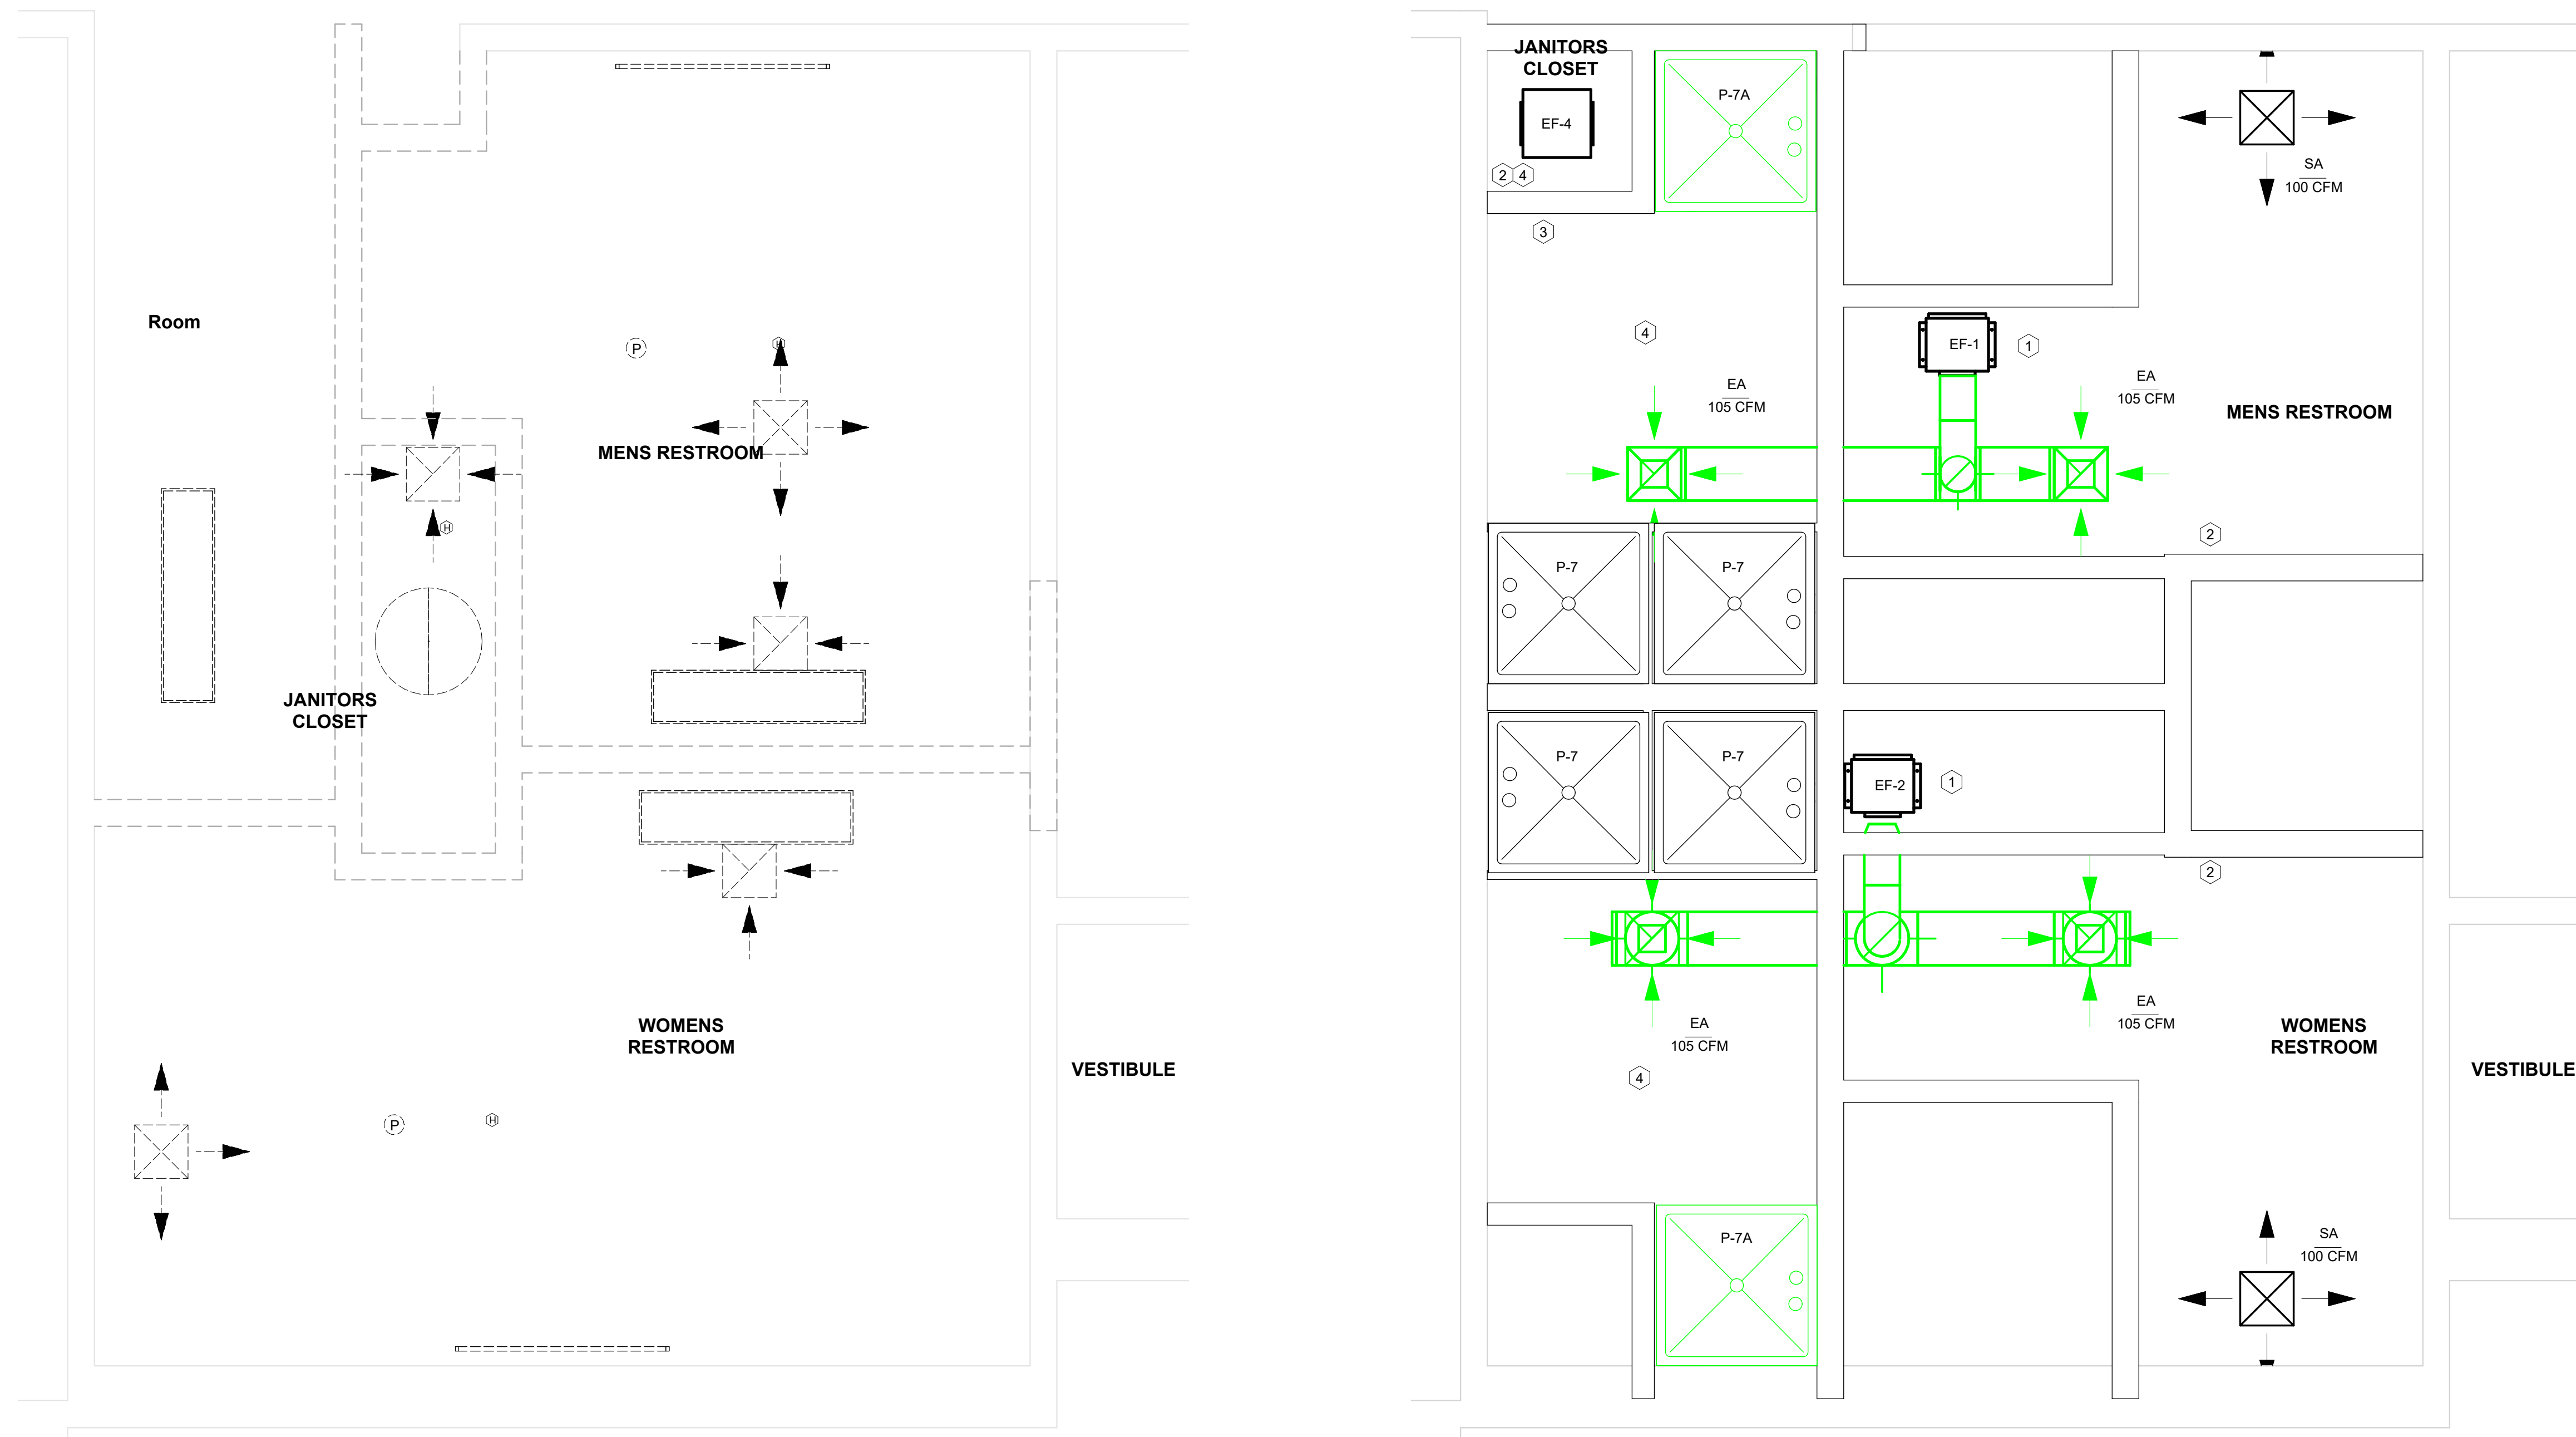 Room
P
H
MENS RESTROOM
H
JANITORS
CLOSET
WOMENS
RESTROOM
VESTIBULE
P
H
JANITORS
CLOSET
EF-4
2
4
3
P-7A
SA
100 CFM
4
EF-1
1
EA
105 CFM
EA
105 CFM
MENS RESTROOM
2
P-7
P-7
P-7
P-7
EF-2
1
2
EA
105 CFM
EA
105 CFM
WOMENS
RESTROOM
VESTIBULE
4
P-7A
SA
100 CFM